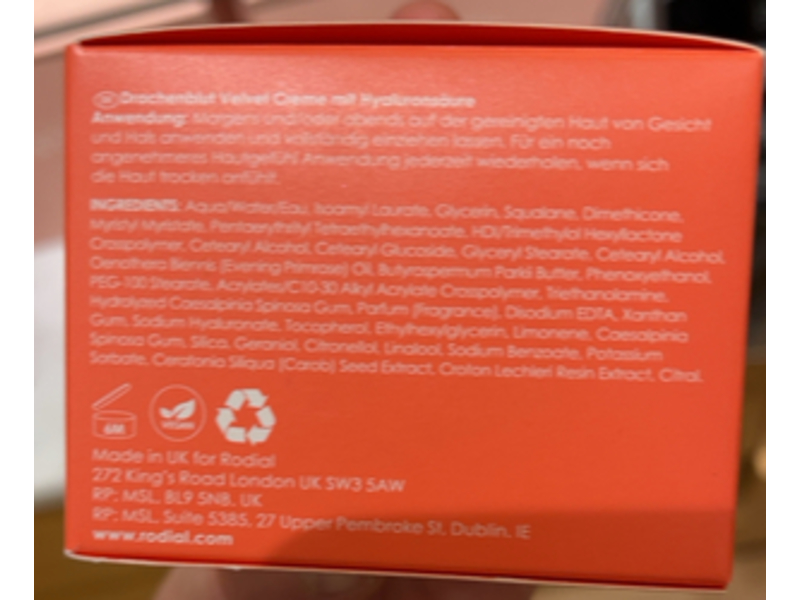 DE Drachenblut Velvet Creme mit Hyaluronsäure
Anwendung: Morgens und/oder abends auf der gereinigten Haut von Gesicht
und Hals anwenden und vollständig einziehen lassen. Für ein noch
angenehmeres Hautgefühl Anwendung jederzeit wiederholen, wenn sich
die Haut trocken anfühlt.
INGREDIENTS: Aqua/Water/Eau, Isoamyl Laurate, Glycerin, Squalane, Dimethicone,
Myristyl Myristate, Pentaerythrityl Tetraethylhexanoate, HDI/Trimethylol Hexyllactone
Crosspolymer, Cetearyl Alcohol, Cetearyl Glucoside, Glyceryl Stearate, Cetearyl Alcohol,
Oenothera Biennis (Evening Primrose) Oil, Butyrospermum Parkii Butter, Phenoxyethanol,
PEG-100 Stearate, Acrylates/C10-30 Alkyl Acrylate Crosspolymer, Triethanolamine,
Hydrolyzed Caesalpinia Spinosa Gum, Parfum (Fragrance), Disodium EDTA, Xanthan
Gum, Sodium Hyaluronate, Tocopherol, Ethylhexylglycerin, Limonene, Caesalpinia
Spinosa Gum, Silica, Geraniol, Citronellol, Linalool, Sodium Benzoate, Potassium
Sorbate, Ceratonia Siliqua (Carob) Seed Extract, Croton Lechleri Resin Extract, Citral.
6M
VEGAN
Made in UK for Rodial
272 King's Road London UK SW3 5AW
RP: MSL, BL9 5NB, UK
RP: MSL, Suite 5385, 27 Upper Pembroke St, Dublin, IE
www.rodial.com